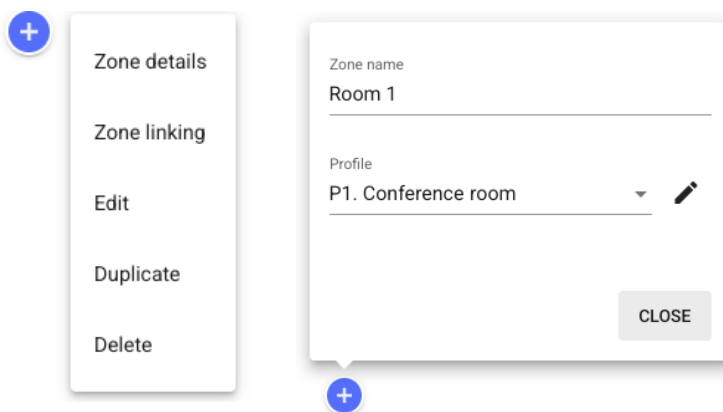 Zone details
Zone linking
Edit
Duplicate
Delete
Zone name
Room 1
Profile
P1. Conference room
CLOSE